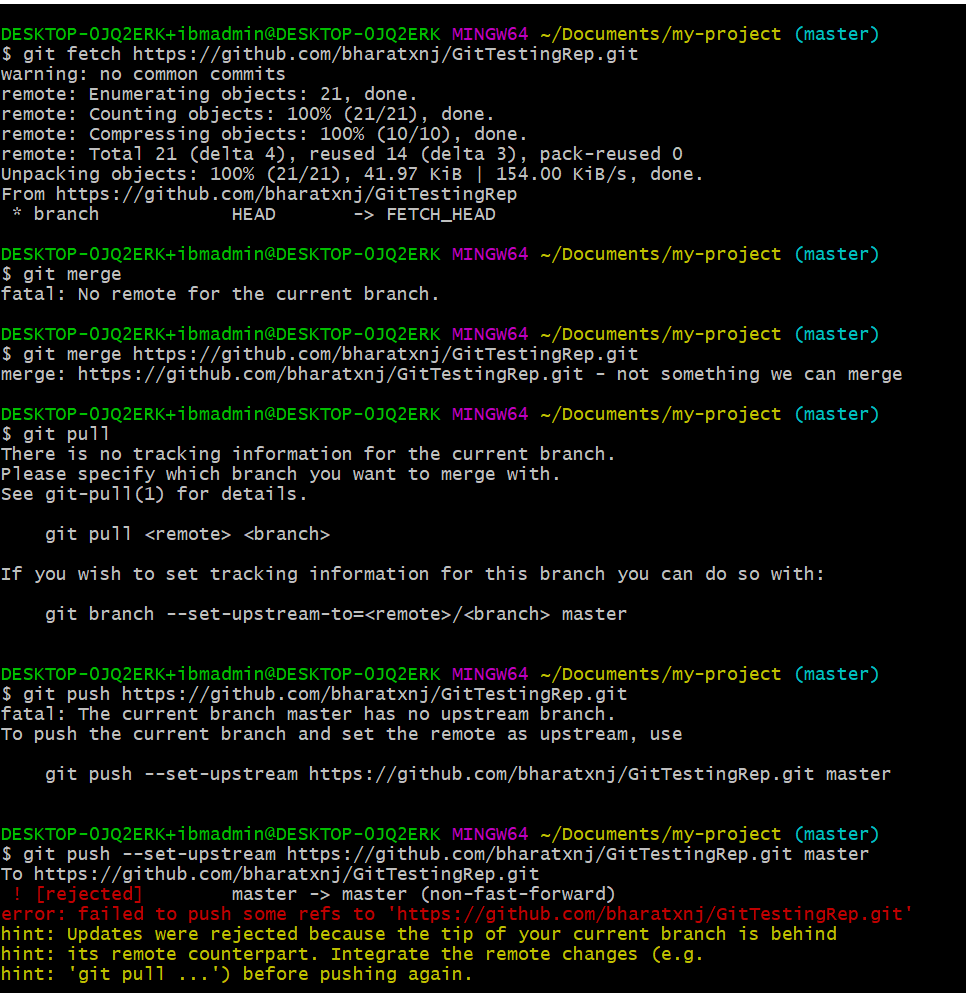 DESKTOP-0JQ2ERK+ibmadmin@DESKTOP-0JQ2ERK MINGW64 ~/Documents/my-project (master)
$ git fetch https://github.com/bharatxnj/GitTestingRep.git
warning: no common commits
remote: Enumerating objects: 21, done.
remote: Counting objects: 100% (21/21), done.
remote: Compressing objects: 100% (10/10), done.
remote: Total 21 (delta 4), reused 14 (delta 3), pack-reused 0
Unpacking objects: 100% (21/21), 41.97 KiB | 154.00 KiB/s, done.
From https://github.com/bharatxnj/GitTestingRep
 * branch            HEAD       -> FETCH_HEAD

DESKTOP-0JQ2ERK+ibmadmin@DESKTOP-0JQ2ERK MINGW64 ~/Documents/my-project (master)
$ git merge
fatal: No remote for the current branch.

DESKTOP-0JQ2ERK+ibmadmin@DESKTOP-0JQ2ERK MINGW64 ~/Documents/my-project (master)
$ git merge https://github.com/bharatxnj/GitTestingRep.git
merge: https://github.com/bharatxnj/GitTestingRep.git - not something we can merge

DESKTOP-0JQ2ERK+ibmadmin@DESKTOP-0JQ2ERK MINGW64 ~/Documents/my-project (master)
$ git pull
There is no tracking information for the current branch.
Please specify which branch you want to merge with.
See git-pull(1) for details.

    git pull <remote> <branch>

If you wish to set tracking information for this branch you can do so with:

    git branch --set-upstream-to=<remote>/<branch> master


DESKTOP-0JQ2ERK+ibmadmin@DESKTOP-0JQ2ERK MINGW64 ~/Documents/my-project (master)
$ git push https://github.com/bharatxnj/GitTestingRep.git
fatal: The current branch master has no upstream branch.
To push the current branch and set the remote as upstream, use

    git push --set-upstream https://github.com/bharatxnj/GitTestingRep.git master


DESKTOP-0JQ2ERK+ibmadmin@DESKTOP-0JQ2ERK MINGW64 ~/Documents/my-project (master)
$ git push --set-upstream https://github.com/bharatxnj/GitTestingRep.git master
To https://github.com/bharatxnj/GitTestingRep.git
 ! [rejected]        master -> master (non-fast-forward)
error: failed to push some refs to 'https://github.com/bharatxnj/GitTestingRep.git'
hint: Updates were rejected because the tip of your current branch is behind
hint: its remote counterpart. Integrate the remote changes (e.g.
hint: 'git pull ...') before pushing again.